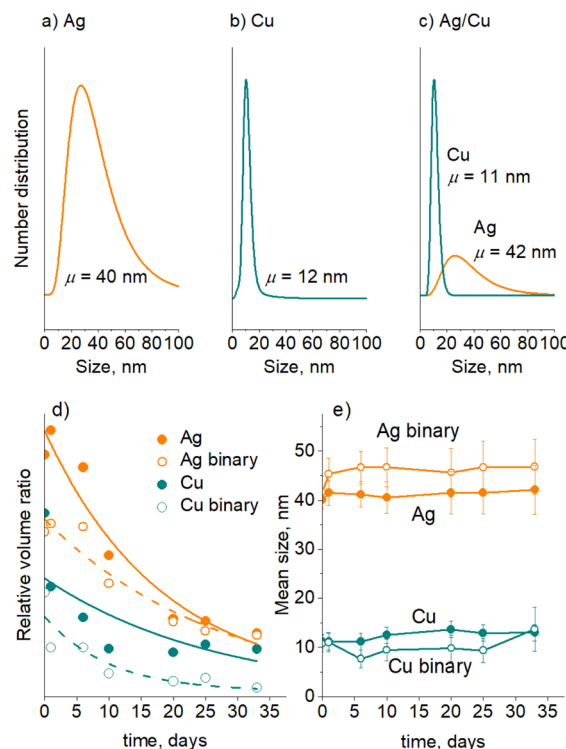 a) Ag
b) Cu
c) Ag/Cu
Number distribution
μ = 40 nm
μ = 12 nm
Cu
μ = 11 nm
Ag
μ = 42 nm
0 20 40 60 80 100
0 20 40 60 80 100
0 20 40 60 80 100
Size, nm
Size, nm
Size, nm
d)
Ag
Ag binary
Cu
Cu binary
Relative volume ratio
0 5 10 15 20 25 30 35
time, days
e)
Ag binary
Ag
Cu
Cu binary
Mean size, nm
50
40
30
20
10
0
0 5 10 15 20 25 30 35
time, days